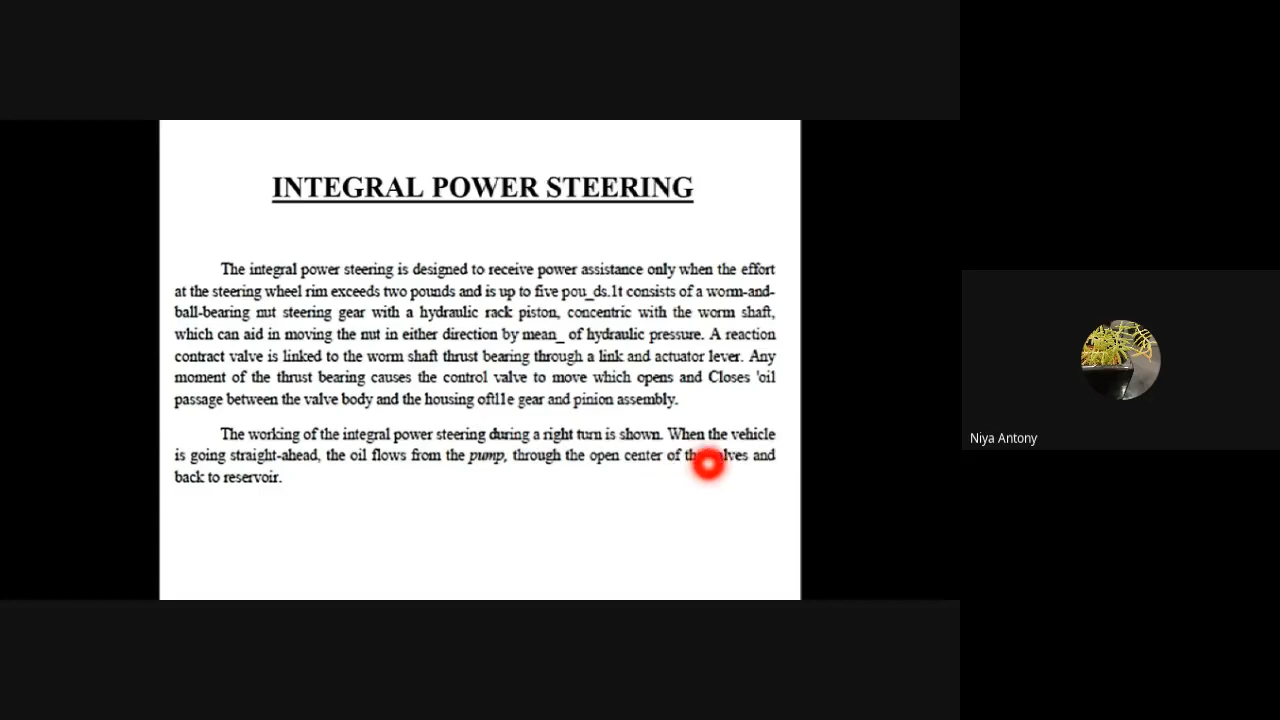 INTEGRAL POWER STEERING
The integral power steering is designed to receive power assistance only when the effort
at the steering wheel rim exceeds two pounds and is up to five pou_ds.1t consists of a worm-and-
ball-bearing nut steering gear with a hydraulic rack piston, concentric with the worm shaft,
which can aid in moving the nut in either direction by mean_ of hydraulic pressure. A reaction
contract valve is linked to the worm shaft thrust bearing through a link and actuator lever. Any
moment of the thrust bearing causes the control valve to move which opens and Closes 'oil
passage between the valve body and the housing oftl1e gear and pinion assembly.
The working of the integral power steering during a right turn is shown. When the vehicle
is going straight-ahead, the oil flows from the pump, through the open center of and
back to reservoir.
Niya Antony